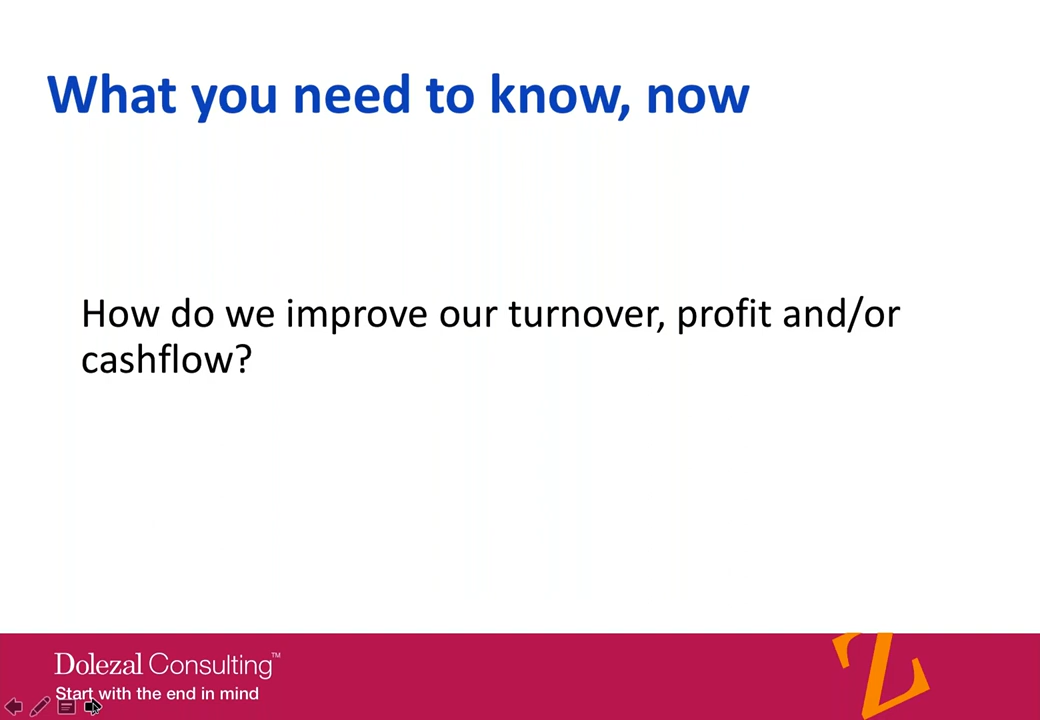 What you need to know, now
How do we improve our turnover, profit and/or
cashflow?
Dolezal Consulting™
Start with the end in mind
Z